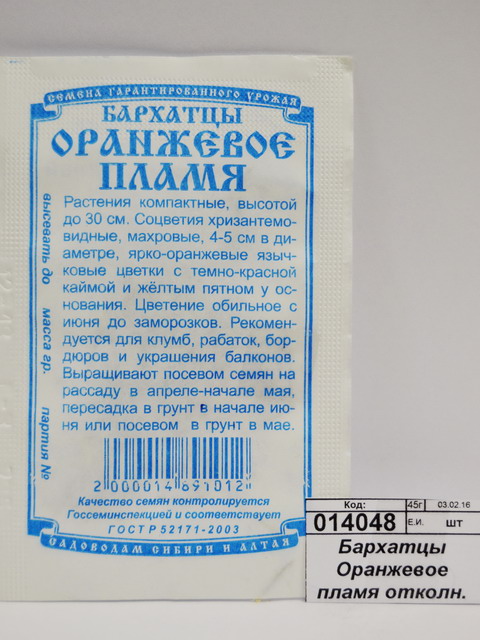 СЕМЕНА ГАРАНТИРОВАННОГО УРОЖАЯ
БАРХАТЦЫ
ОРАНЖЕВОЕ
ПЛАМЯ
Растения компактные, высотой
до 30 см. Соцветия хризантемо-
видные, махровые, 4-5 см в ди-
аметре, ярко-оранжевые языч-
ковые цветки с темно-красной
каймой и жёлтым пятном у ос-
нования. Цветение обильное с
июня до заморозков. Рекомен-
дуется для клумб, рабаток, бор-
дюров и украшения балконов.
Выращивают посевом семян на
рассаду в апреле-начале мая,
пересадка в грунт в начале ию-
ня или посевом в грунт в мае.
высевать до масса гр. партия №
2 000014 691012
Качество семян контролируется
Госсеминспекцией и соответствует
ГОСТ Р 52171-2003
САДОВОДАМ СИБИРИ И АЛТАЯ
Код: 45г 03.02.16
014048 Е.И. шт
Бархатцы
Оранжевое
пламя отколн.